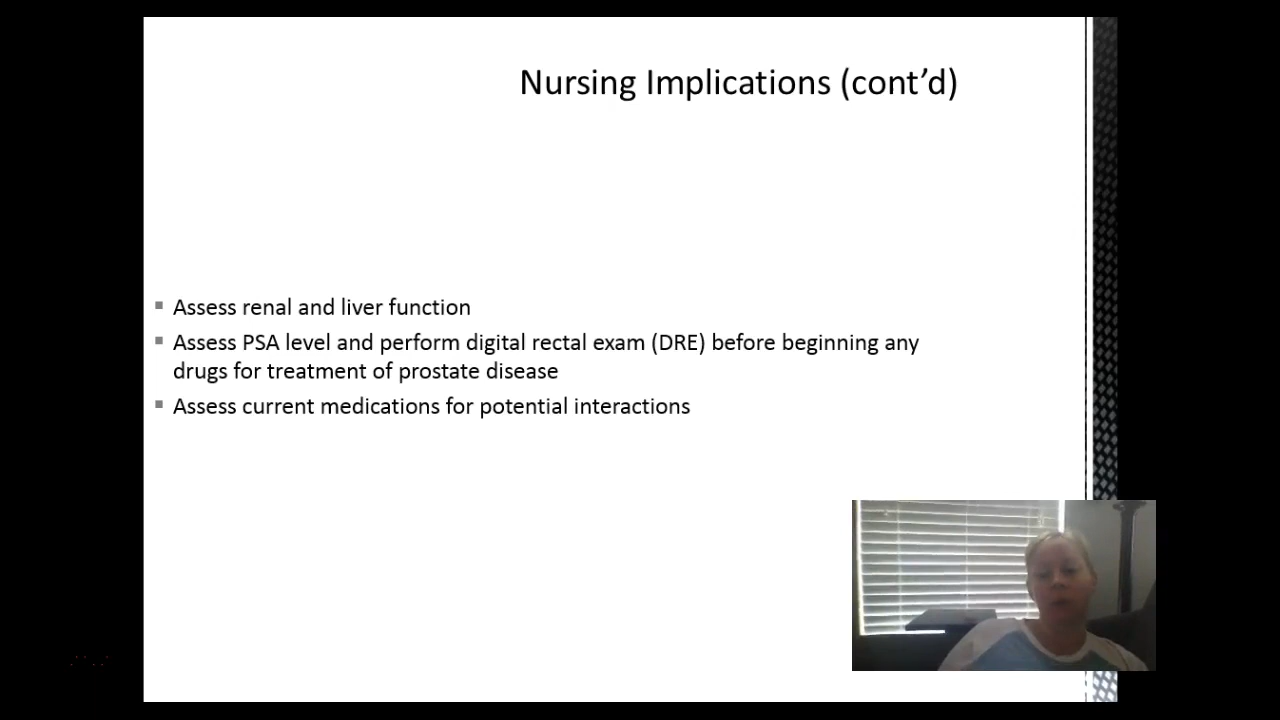 Nursing Implications (cont’d)
▪ Assess renal and liver function
▪ Assess PSA level and perform digital rectal exam (DRE) before beginning any
drugs for treatment of prostate disease
▪ Assess current medications for potential interactions